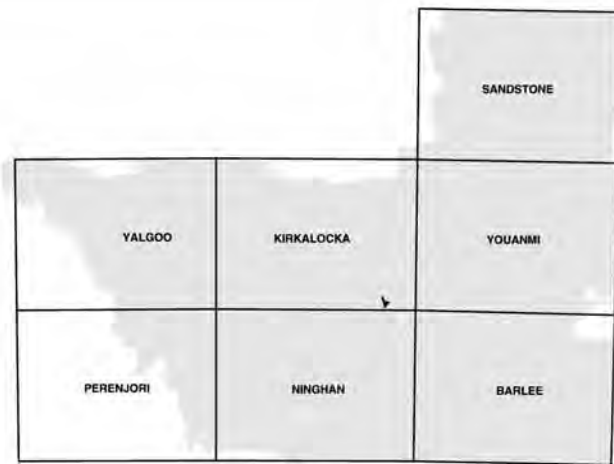 SANDSTONE
YALGOO KIRKALOCKA YOUANMI
PERENJORI NINGHAN BARLEE